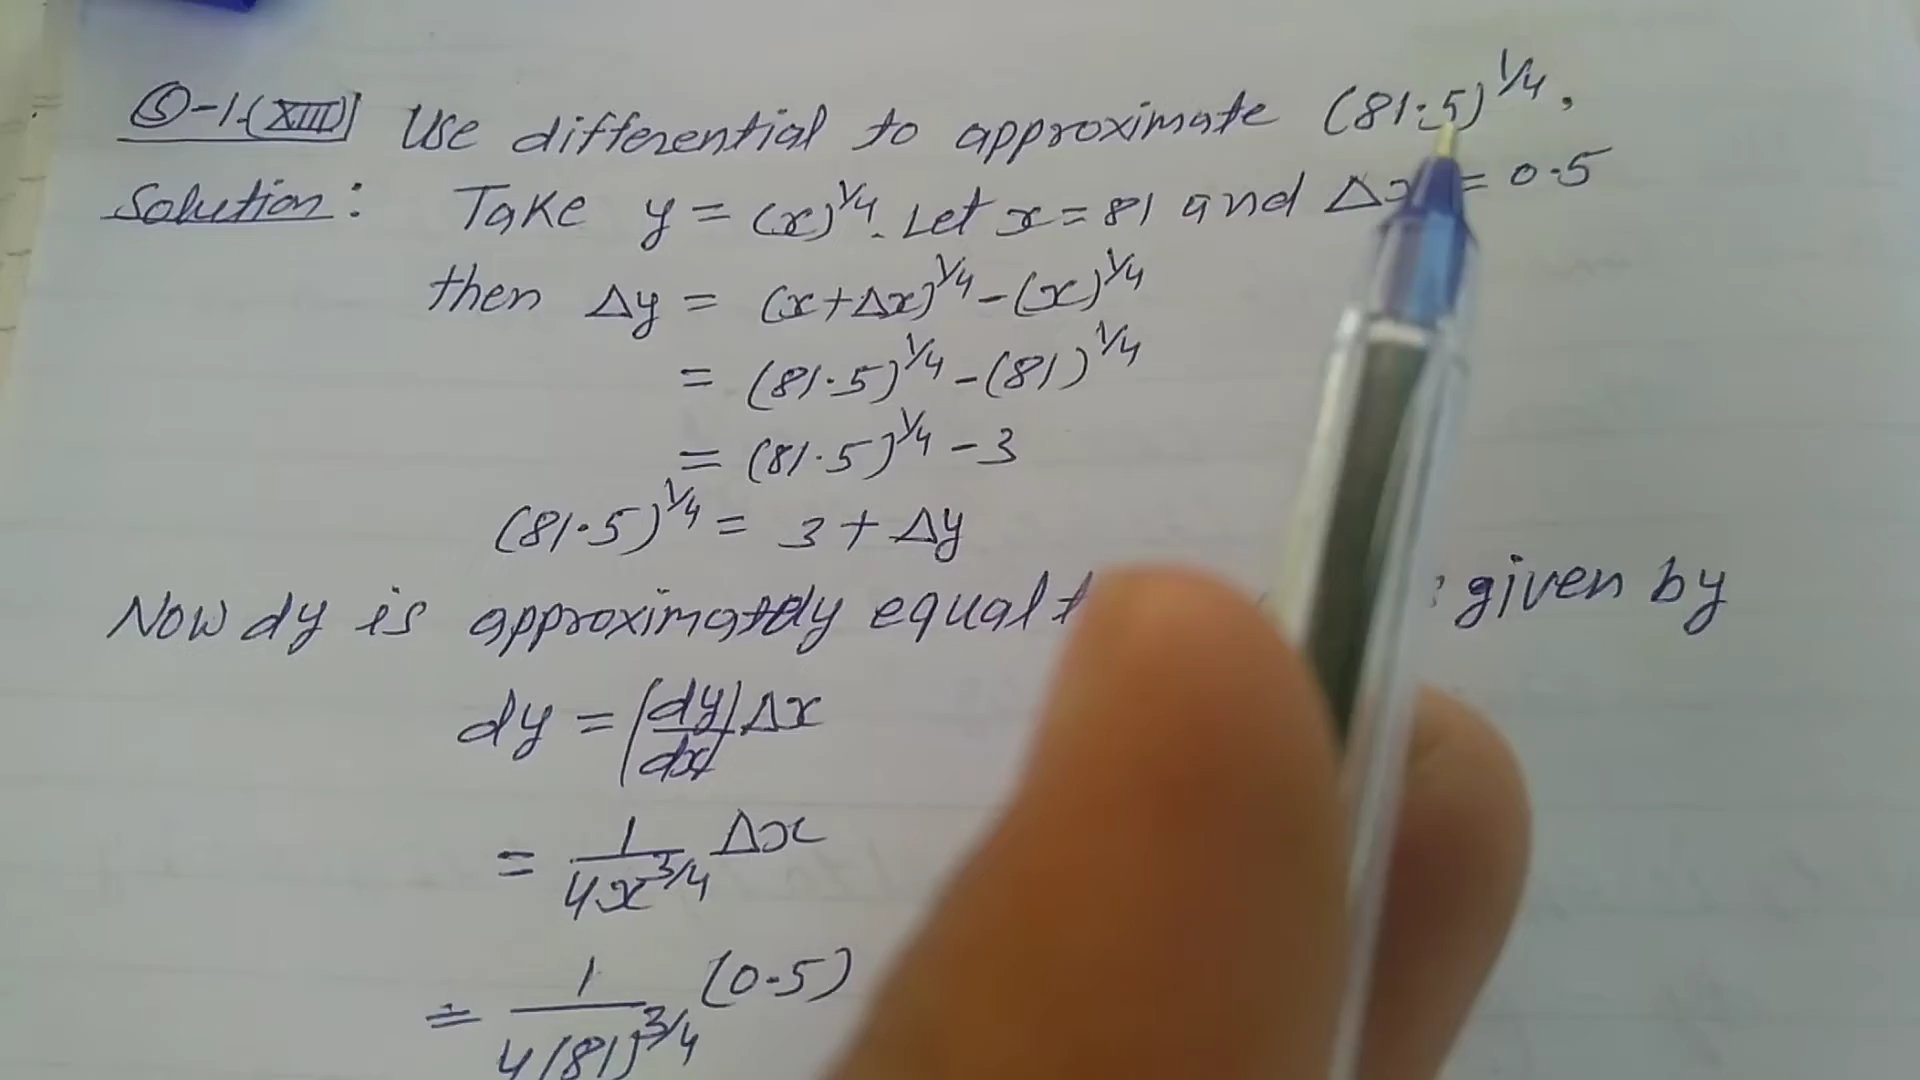 ⑤-1.(XIII) Use differential to approximate (81.5)^1/4.
Solution: Take y = (x)^1/4. Let x = 81 and Δx = 0.5
then Δy = (x+Δx)^1/4 - (x)^1/4
= (81.5)^1/4 - (81)^1/4
= (81.5)^1/4 - 3
(81.5)^1/4 = 3 + Δy
Now dy is approximately equal given by
dy = (dy/dx) Δx
= 1/4x^3/4 Δx
= 1/4(81)^3/4 (0.5)